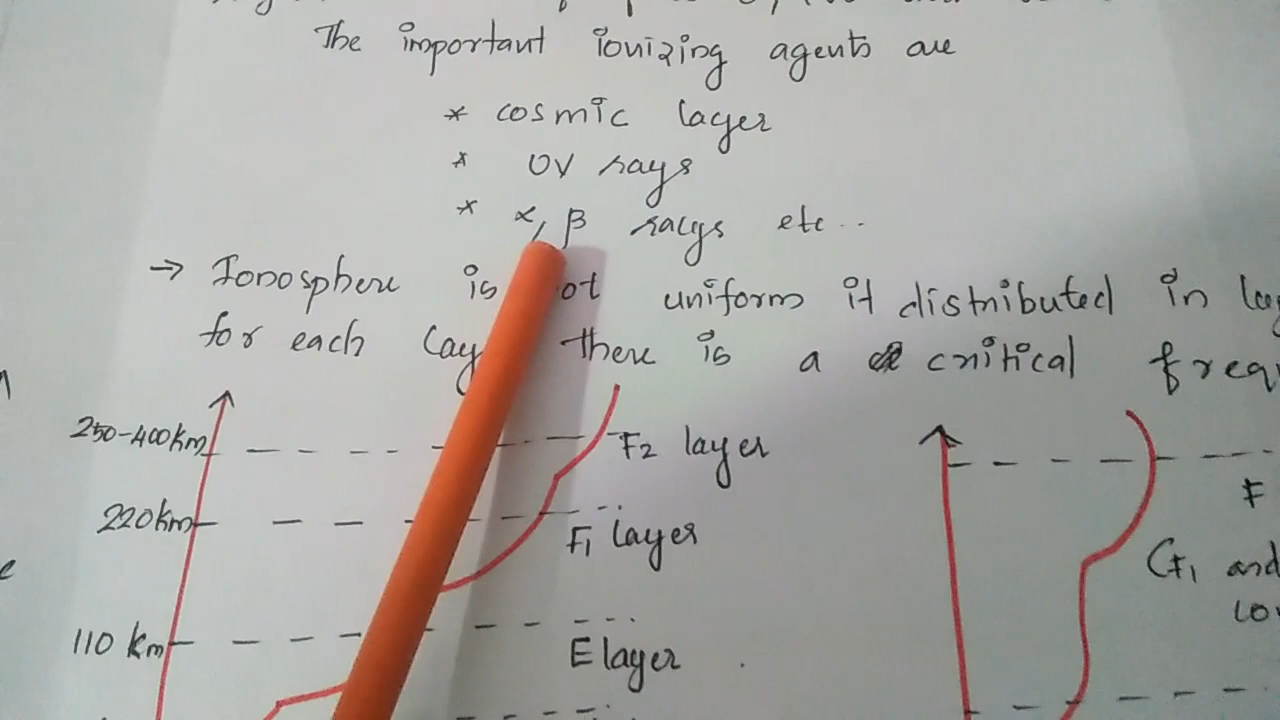 The important ionizing agents are
* cosmic layer
* UV rays
* α, β rays etc..
→ Ionosphere is uniform it distributed in
for each there is a critical
250-400km
F2 layer
220km
F1 layer
110 km
E layer
F
(F1 and